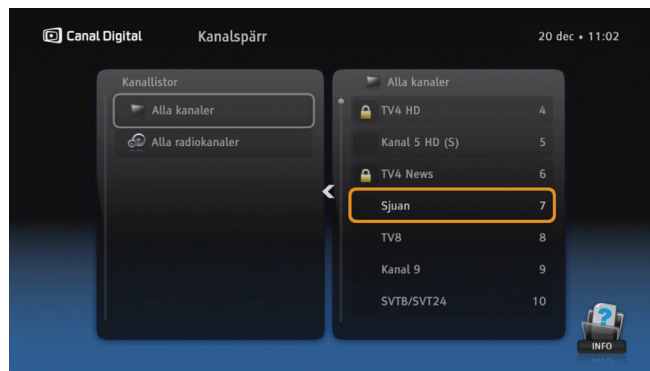 Canal Digital
Kanalspärr
20 dec • 11:02
Kanallistor
Alla kanaler
Alla radiokanaler
Alla kanaler
TV4 HD 4
Kanal 5 HD (S) 5
TV4 News 6
Sjuan 7
TV8 8
Kanal 9 9
SVTB/SVT24 10
?
INFO